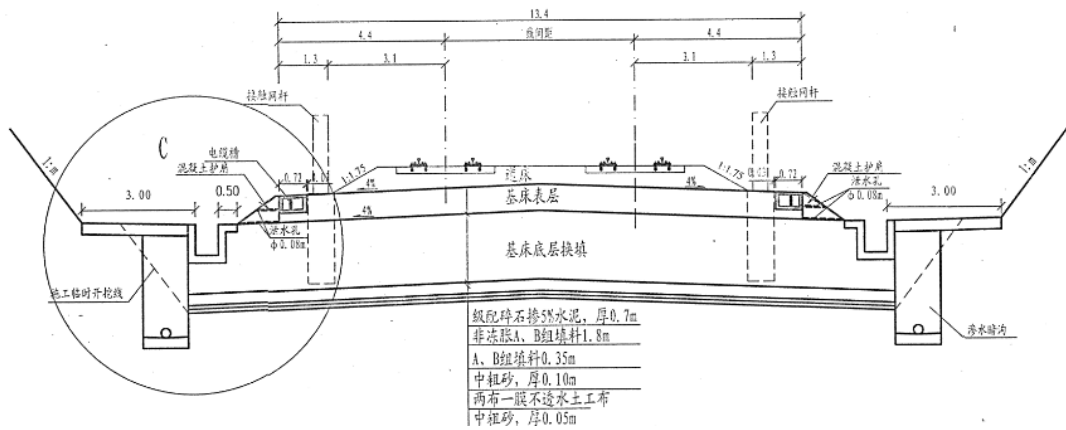 13.4
4.4
线间距
4.4
1.3
3.1
3.1
1.3
接触网杆
接触网杆
C
电缆槽
混凝土护肩
0.72
1:1.75
道床
1:1.75
0.72
混凝土护肩
泄水孔
ф0.08m
1:m
1:m
3.00
0.50
4%
基床表层
4%
3.00
4%
泄水孔
ф0.08m
基床底层换填
施工临时开挖线
级配碎石掺5%水泥，厚0.7m
非冻胀A、B组填料1.8m
A、B组填料0.35m
中粗砂，厚0.10m
两布一膜不透水土工布
中粗砂，厚0.05m
渗水暗沟